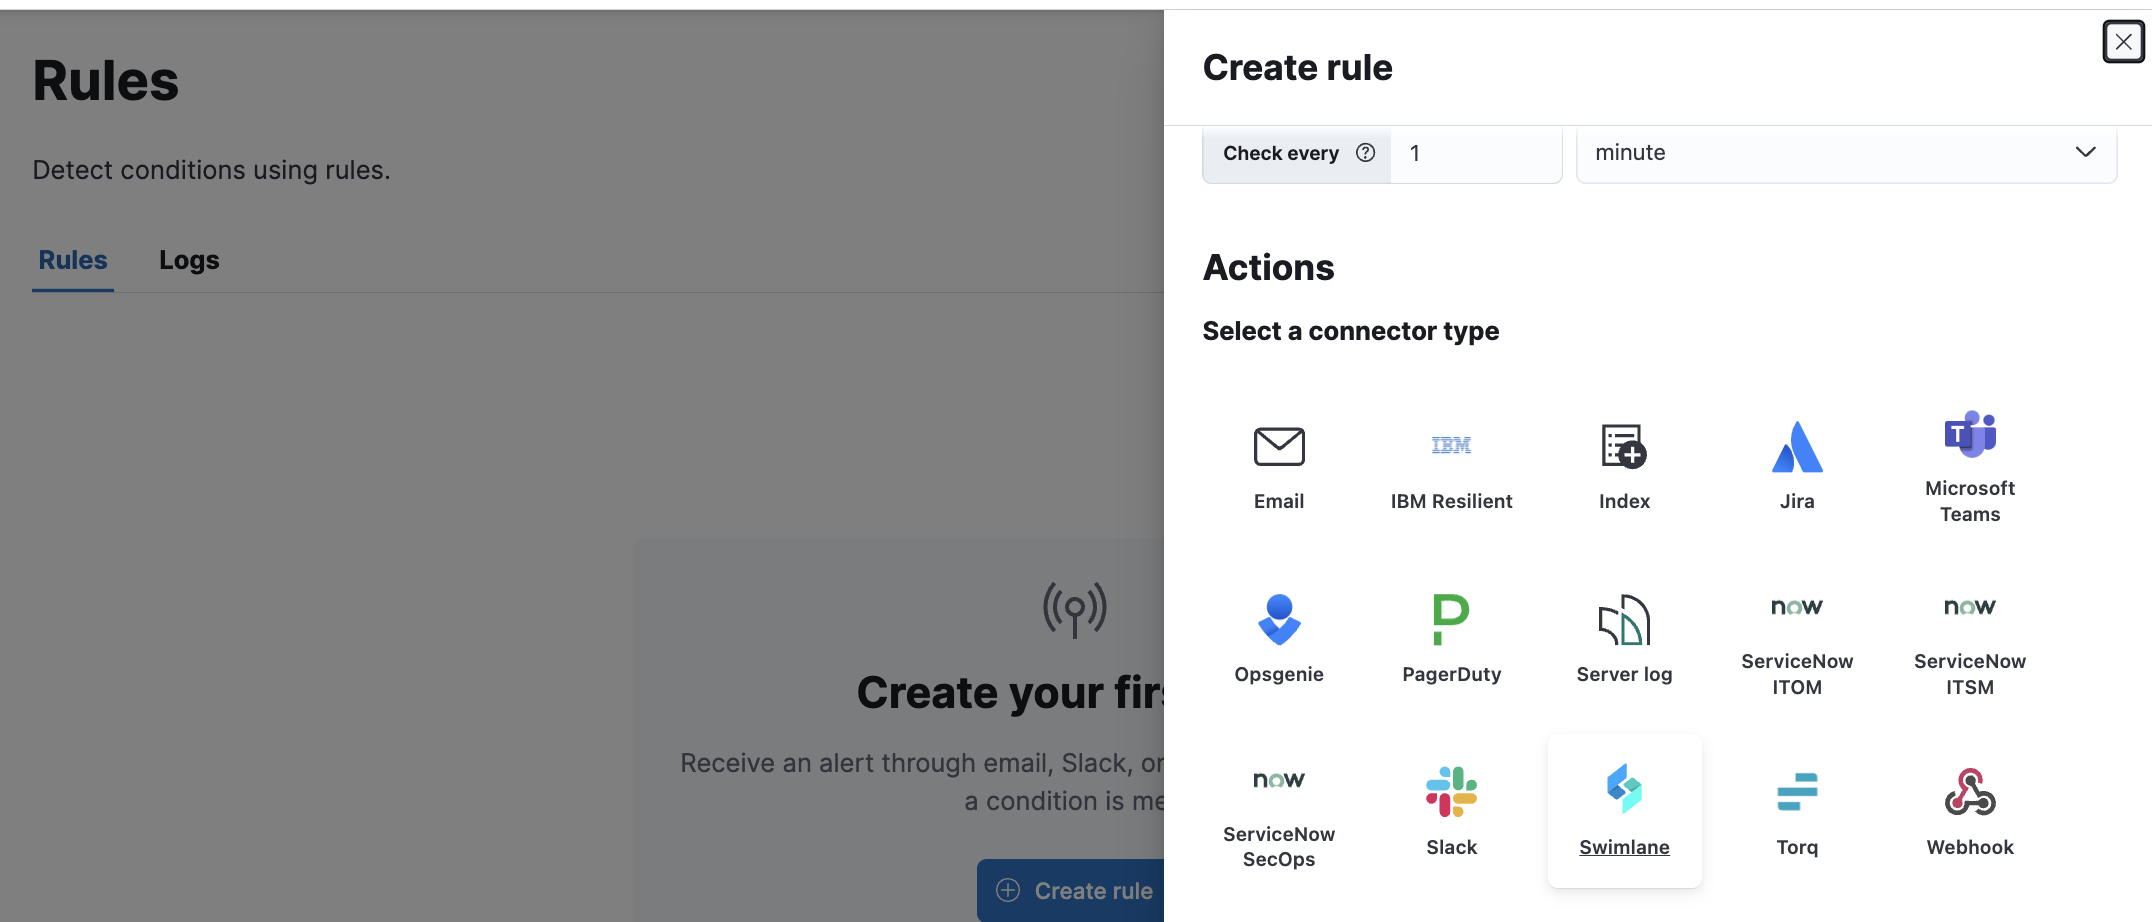 Rules
Detect conditions using rules.
Rules Logs
Create your firs
Receive an alert through email, Slack, or
a condition is me
Create rule
Create rule
Check every 1 minute
Actions
Select a connector type
IBM
T
Email IBM Resilient Index Jira Microsoft
Teams
now now
Opsgenie PagerDuty Server log ServiceNow
ITOM
ServiceNow
ITSM
now
ServiceNow
SecOps
Slack Swimlane Torq Webhook